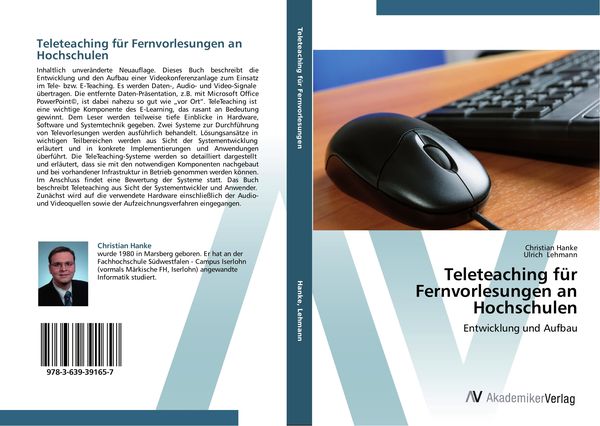 Teleteaching für Fernvorlesungen an
Hochschulen
Inhaltlich unveränderte Neuauflage. Dieses Buch beschreibt die
Entwicklung und den Aufbau einer Videokonferenzanlage zum Einsatz
im Tele- bzw. E-Teaching. Es werden Daten-, Audio- und Video-Signale
übertragen. Die entfernte Daten-Präsentation, z.B. mit Microsoft Office
PowerPoint©, ist dabei nahezu so gut wie „vor Ort“. TeleTeaching ist
eine wichtige Komponente des E-Learning, das rasant an Bedeutung
gewinnt. Dem Leser werden teilweise tiefe Einblicke in Hardware,
Software und Systemtechnik gegeben. Zwei Systeme zur Durchführung
von Televorlesungen werden ausführlich behandelt. Lösungsansätze in
wichtigen Teilbereichen werden aus Sicht der Systementwicklung
erläutert und in konkrete Implementierungen und Anwendungen
überführt. Die TeleTeaching-Systeme werden so detailliert dargestellt
und erläutert, dass sie mit den notwendigen Komponenten nachgebaut
und bei vorhandener Infrastruktur in Betrieb genommen werden können.
Im Anschluss findet eine Bewertung der Systeme statt. Das Buch
beschreibt Teleteaching aus Sicht der Systementwickler und Anwender.
Zunächst wird auf die verwendete Hardware einschließlich der Audio-
und Videoquellen sowie der Aufzeichnungsverfahren eingegangen.
Christian Hanke
wurde 1980 in Marsberg geboren. Er hat an der
Fachhochschule Südwestfalen - Campus Iserlohn
(vormals Märkische FH, Iserlohn) angewandte
Informatik studiert.
978-3-639-39165-7
Teleteaching für Fernvorlesungen
Hanke, Lehmann
Christian Hanke
Ulrich Lehmann
Teleteaching für
Fernvorlesungen an
Hochschulen
Entwicklung und Aufbau
AV AkademikerVerlag